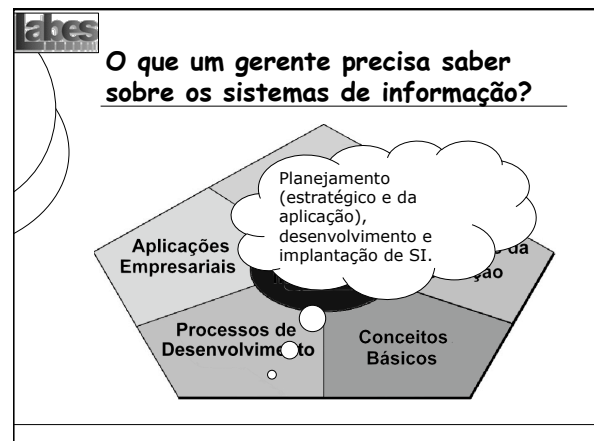 Labes
O que um gerente precisa saber
sobre os sistemas de informação?
Planejamento
(estratégico e da
aplicação),
desenvolvimento e
implantação de SI.
Aplicações
Empresariais
da
Processos de
Desenvolvimento
Conceitos
Básicos